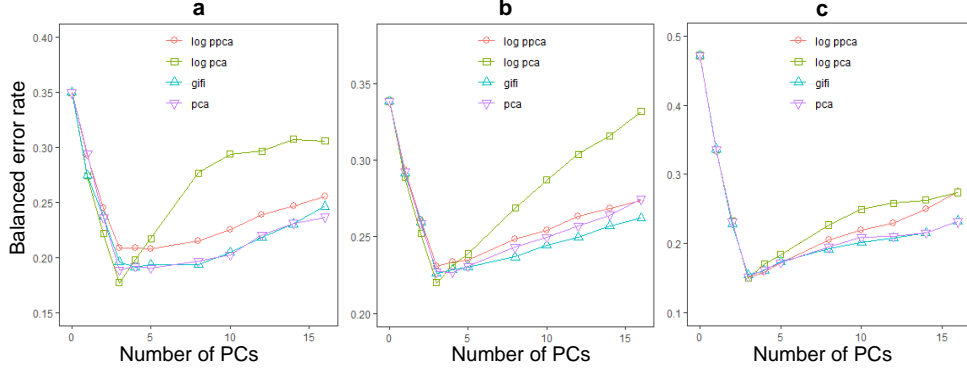 a
b
c
Balanced error rate
0.40
0.35
0.30
0.25
0.20
0.15
log ppca
log pca
gifi
pca
0
5
10
15
Number of PCs
0.35
0.30
0.25
0.20
log ppca
log pca
gifi
pca
0
5
10
15
Number of PCs
0.5
0.4
0.3
0.2
0.1
log ppca
log pca
gifi
pca
0
5
10
15
Number of PCs